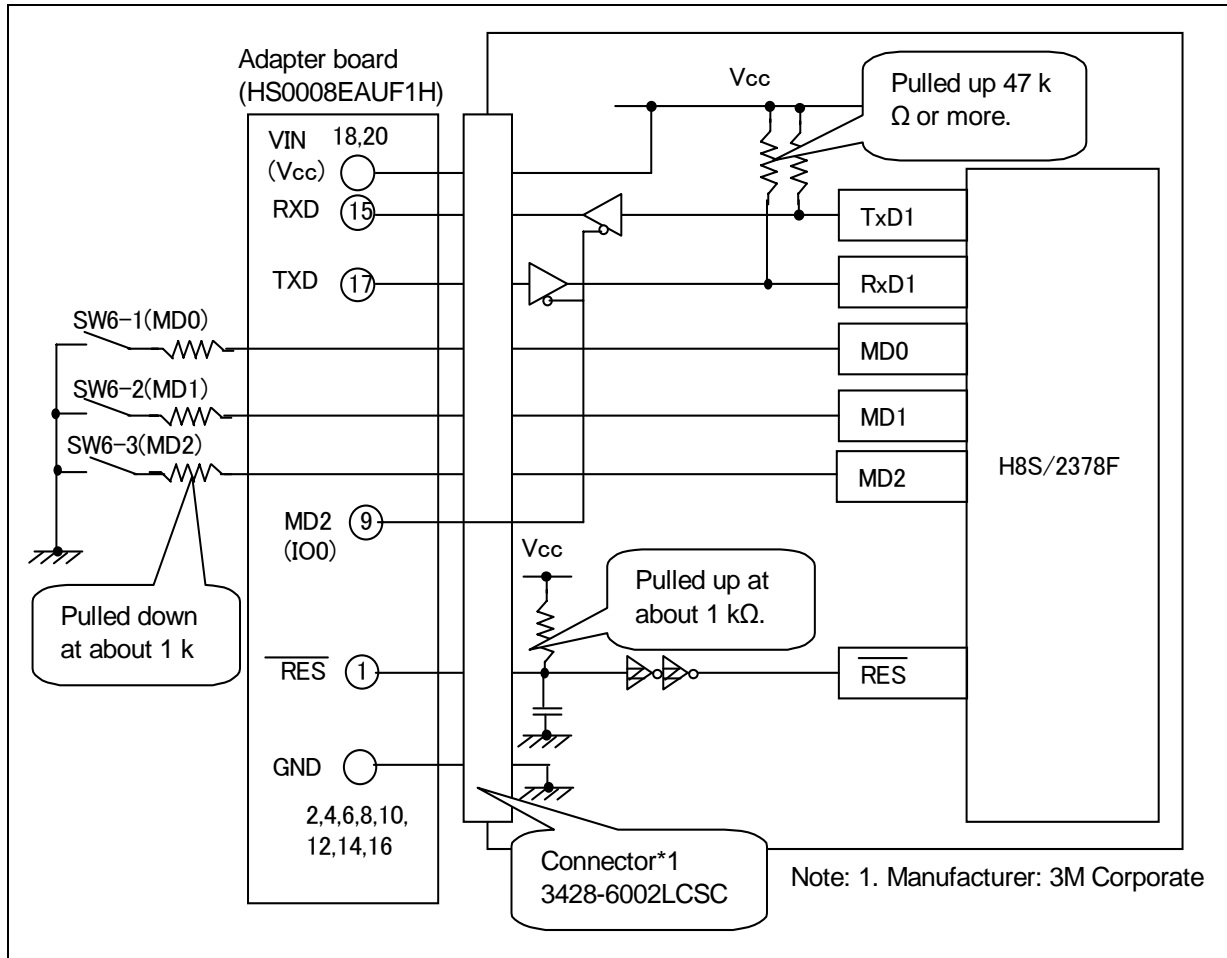 Adapter board
(HS0008EAUF1H)
Vcc
Pulled up 47 k
Ω or more.
VIN 18,20
(Vcc)
RXD 15
TxD1
TXD 17
RxD1
SW6-1(MD0)
MD0
SW6-2(MD1)
MD1
SW6-3(MD2)
MD2
H8S/2378F
MD2 9
(IO0)
Vcc
Pulled up at
about 1 kΩ.
Pulled down
at about 1 k
RES 1
RES
GND
2,4,6,8,10,
12,14,16
Connector*1
3428-6002LCSC
Note: 1. Manufacturer: 3M Corporate